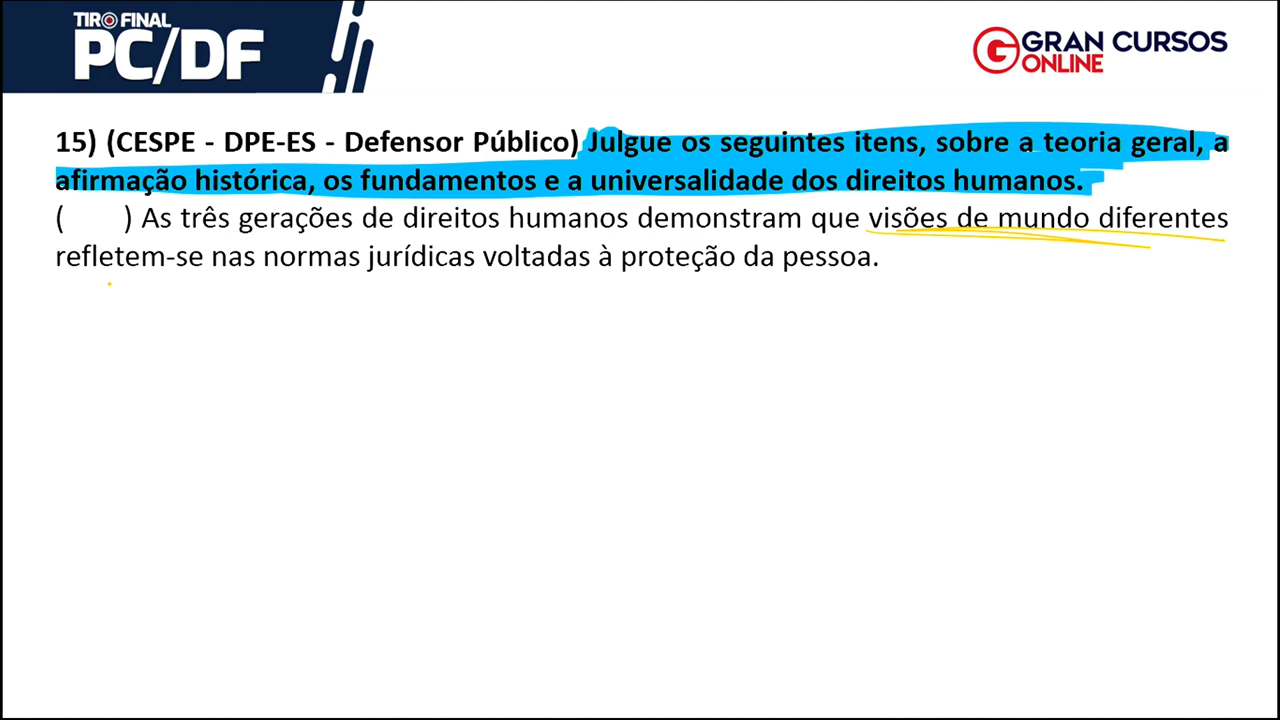 TIRO FINAL
PC/DF
GRAN CURSOS
ONLINE
15) (CESPE - DPE-ES - Defensor Público) Julgue os seguintes itens, sobre a teoria geral, a
afirmação histórica, os fundamentos e a universalidade dos direitos humanos.
( ) As três gerações de direitos humanos demonstram que visões de mundo diferentes
refletem-se nas normas jurídicas voltadas à proteção da pessoa.